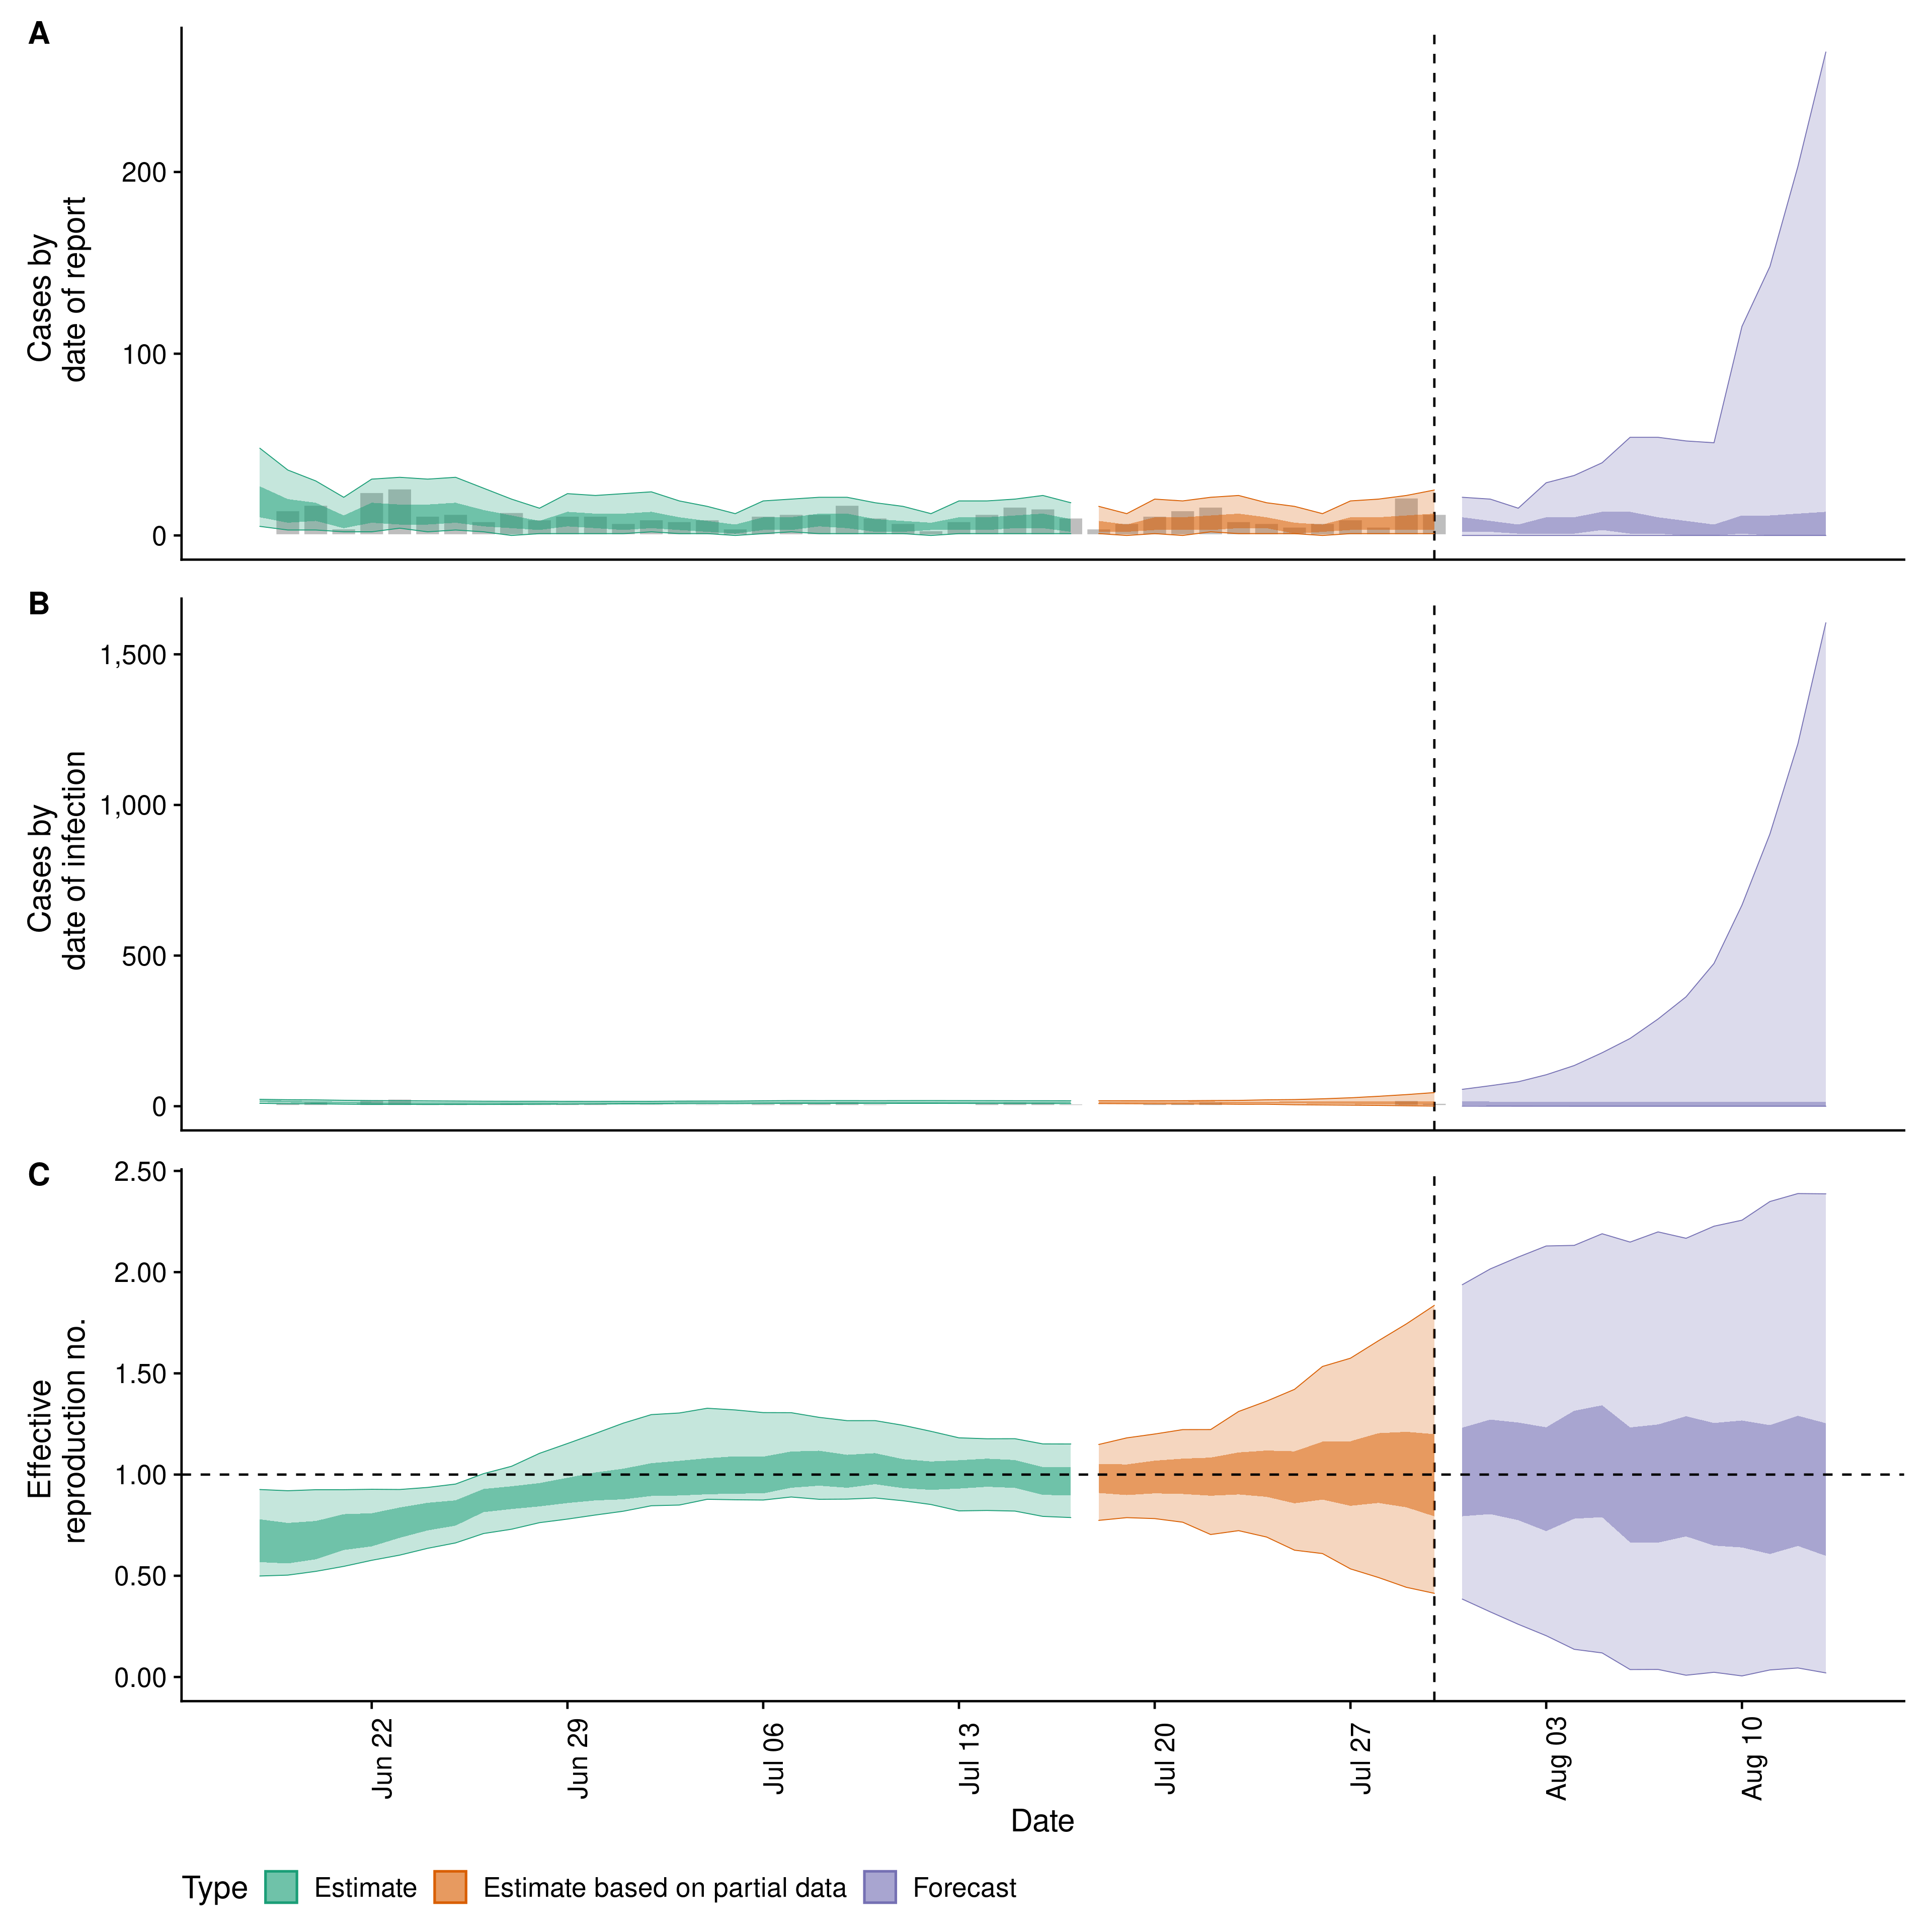 A
Cases by
date of report
200
100
0
B
Cases by
date of infection
1,500
1,000
500
0
C
Effective
reproduction no.
2.50
2.00
1.50
1.00
0.50
0.00
Jun 22
Jun 29
Jul 06
Jul 13
Jul 20
Jul 27
Aug 03
Aug 10
Date
Type Estimate Estimate based on partial data Forecast